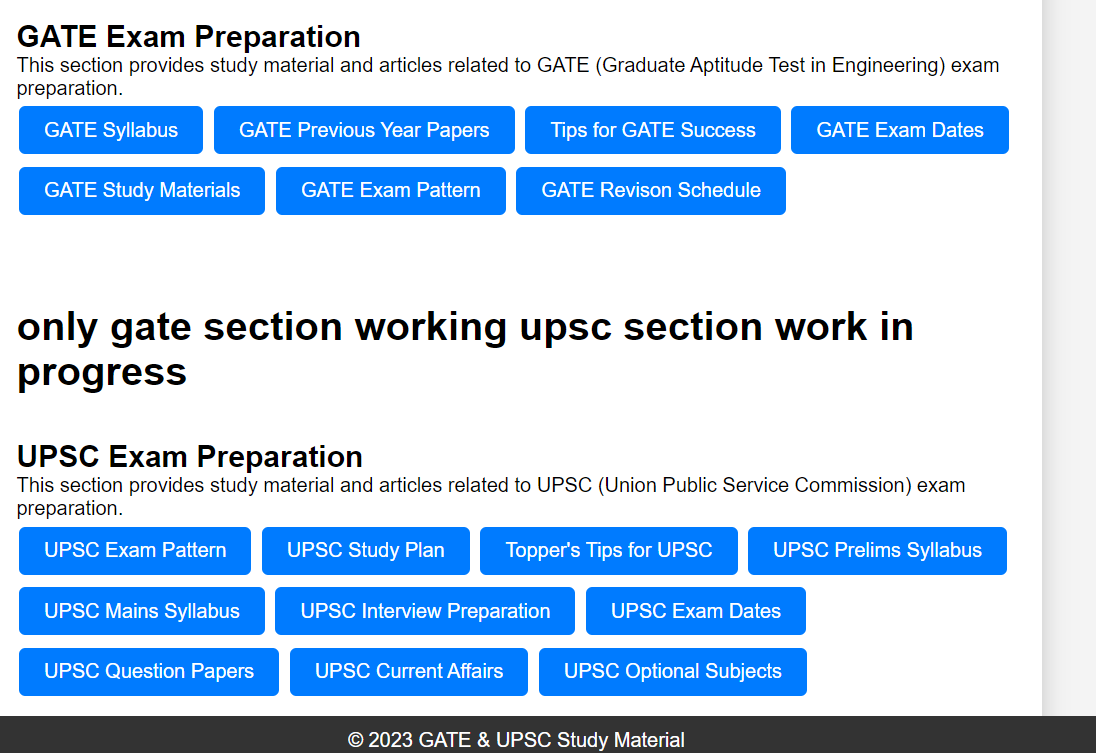 GATE Exam Preparation
This section provides study material and articles related to GATE (Graduate Aptitude Test in Engineering) exam
preparation.
GATE Syllabus GATE Previous Year Papers Tips for GATE Success GATE Exam Dates
GATE Study Materials GATE Exam Pattern GATE Revison Schedule
only gate section working upsc section work in
progress
UPSC Exam Preparation
This section provides study material and articles related to UPSC (Union Public Service Commission) exam
preparation.
UPSC Exam Pattern UPSC Study Plan Topper's Tips for UPSC UPSC Prelims Syllabus
UPSC Mains Syllabus UPSC Interview Preparation UPSC Exam Dates
UPSC Question Papers UPSC Current Affairs UPSC Optional Subjects
© 2023 GATE & UPSC Study Material